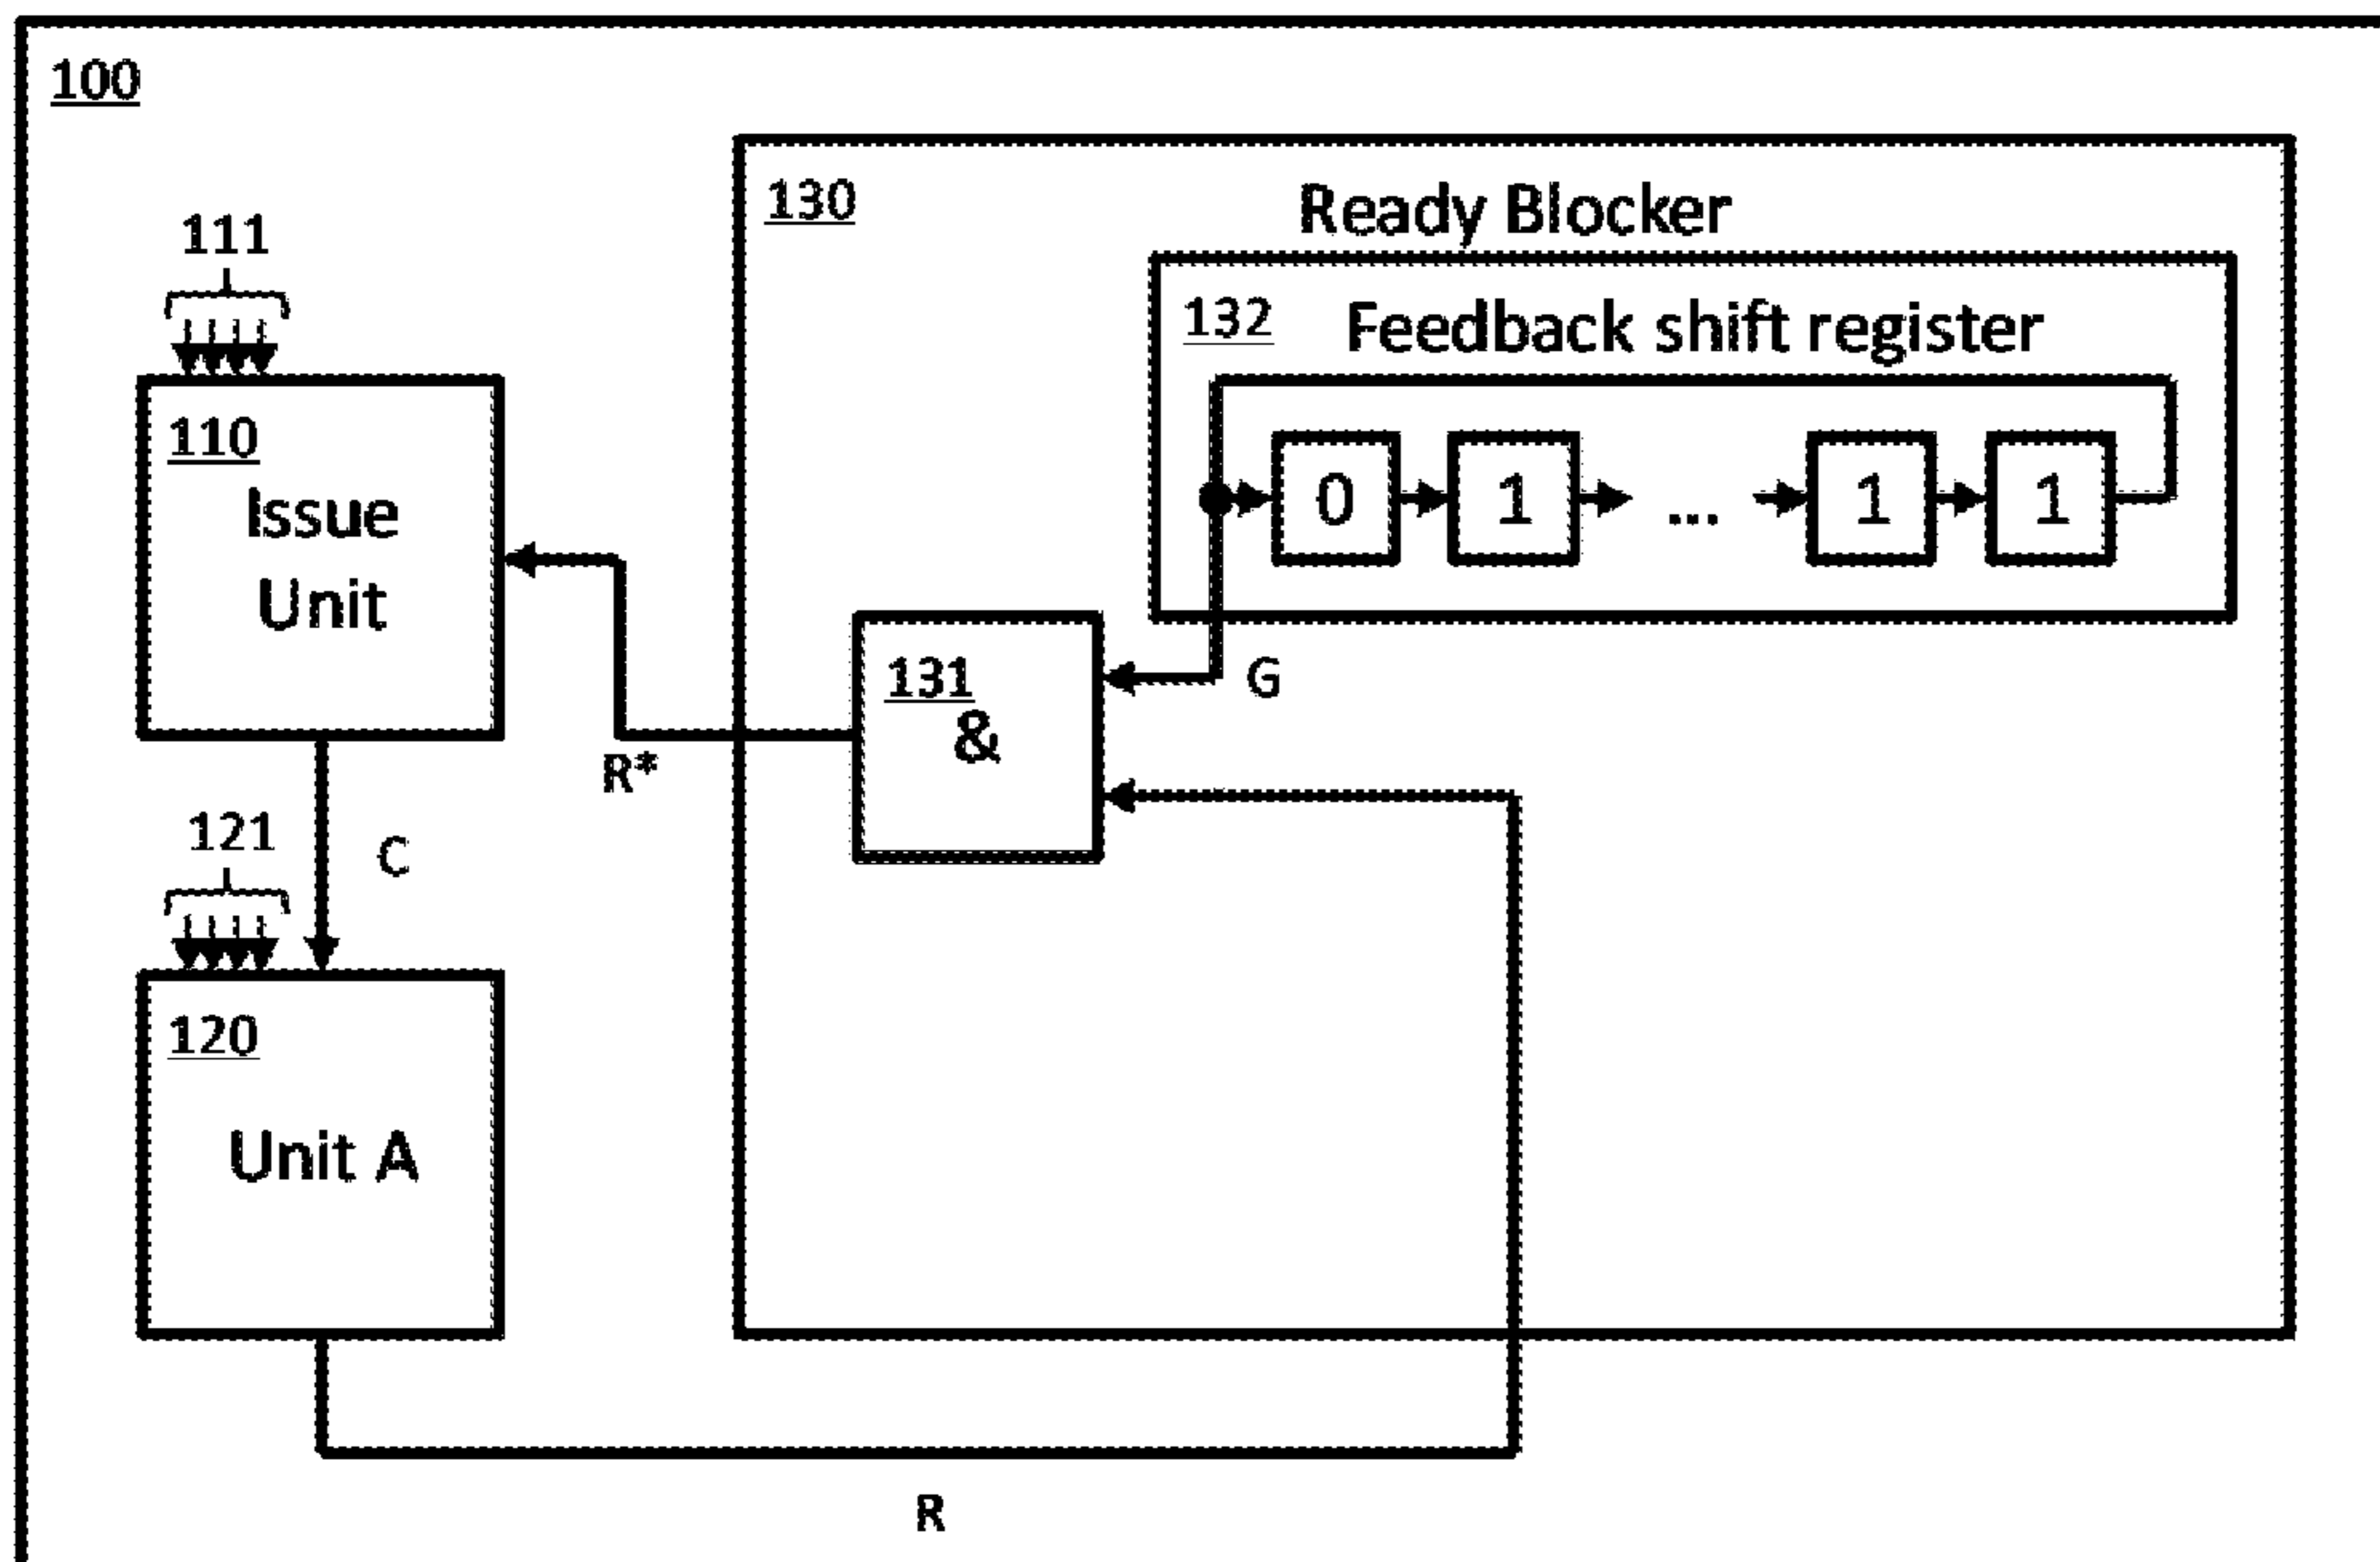 100
130
Ready Blocker
111
132
Feedback shift register
110
Issue
Unit
0
1
...
1
1
131
&
G
R*
121
C
120
Unit A
R